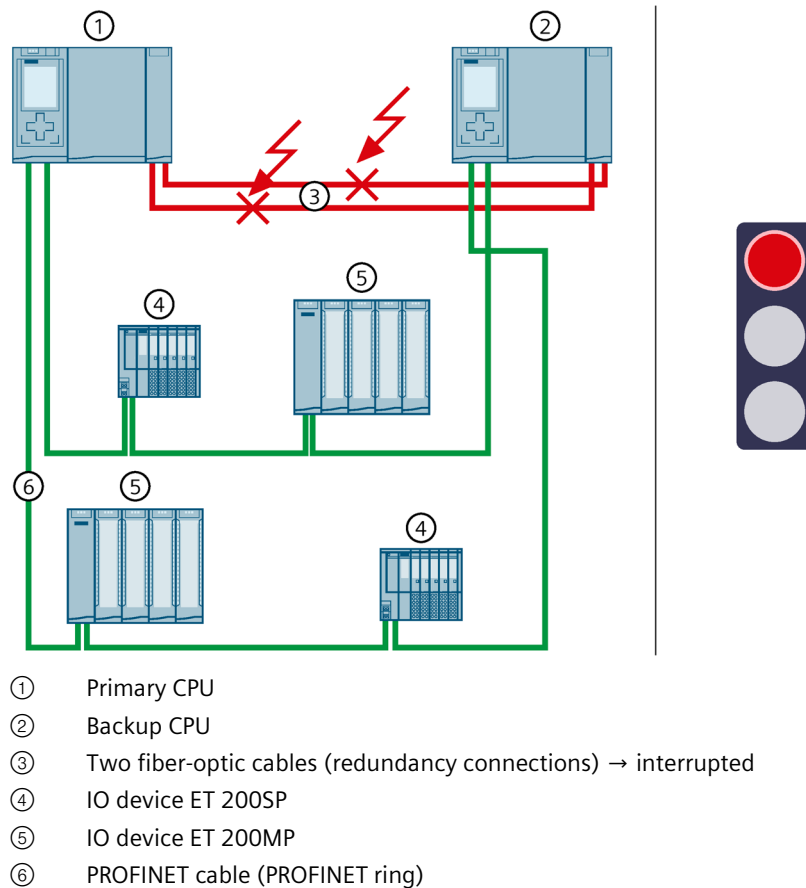 ① ②
③
④ ⑤
⑥ ⑤
④
① Primary CPU
② Backup CPU
③ Two fiber-optic cables (redundancy connections) → interrupted
④ IO device ET 200SP
⑤ IO device ET 200MP
⑥ PROFINET cable (PROFINET ring)